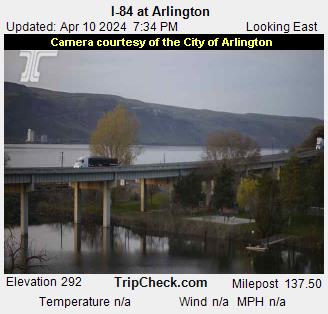 I-84 at Arlington
Updated: Apr 10 2024 7:34 PM Looking East
Camera courtesy of the City of Arlington
Elevation 292 TripCheck.com Milepost 137.50
Temperature n/a Wind n/a MPH n/a